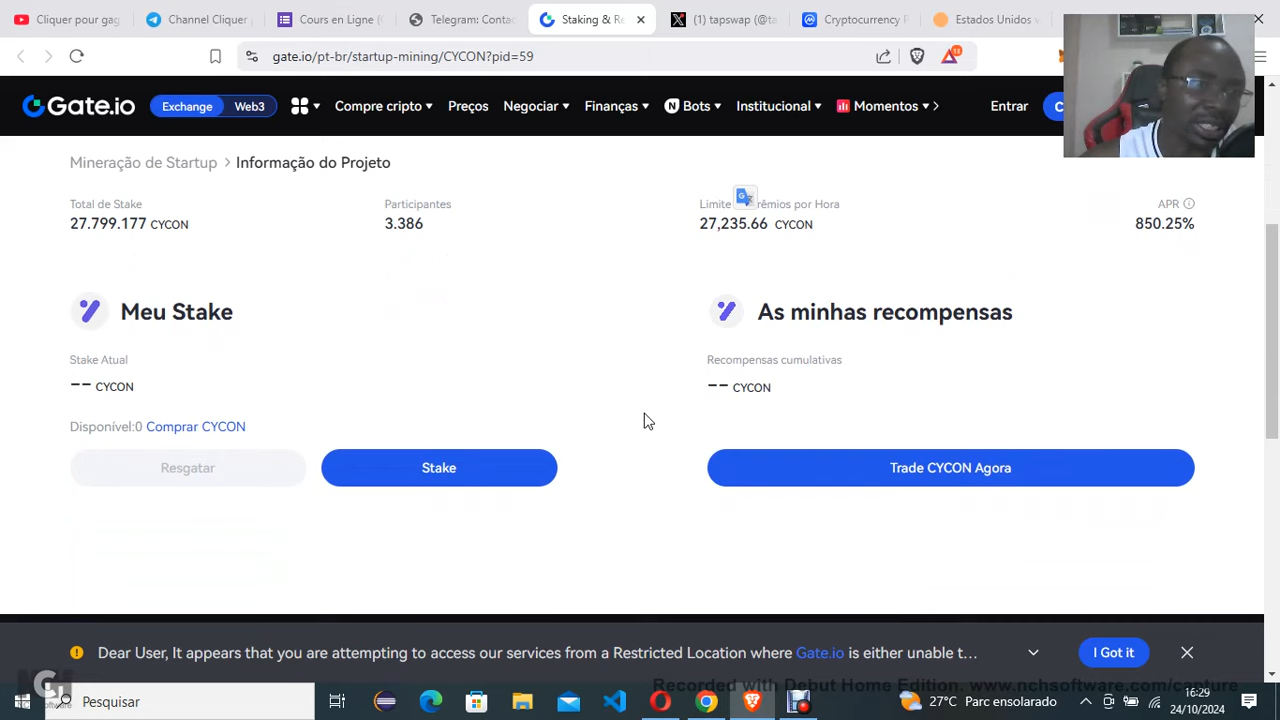 Cliquer pour gag
Channel Cliquer
Cours en Ligne (
Telegram: Contac
Staking & Re
(1) tapswap (@ta
Cryptocurrency P
Estados Unidos v
gate.io/pt-br/startup-mining/CYCON?pid=59
13
Gate.io
Exchange
Web3
Compre cripto
Preços
Negociar
Finanças
N Bots
Institucional
Momentos
Entrar
C
Mineração de Startup > Informação do Projeto
Total de Stake
27.799.177 CYCON
Participantes
3.386
Limite rêmios por Hora
27,235.66 CYCON
APR
850.25%
Meu Stake
Stake Atual
-- CYCON
Disponível:0 Comprar CYCON
Resgatar
Stake
As minhas recompensas
Recompensas cumulativas
-- CYCON
Trade CYCON Agora
Dear User, It appears that you are attempting to access our services from a Restricted Location where Gate.io is either unable t...
I Got it
Recorded with Debut Home Edition. www.nchsoftware.com/capture
NCH
Software
Pesquisar
27°C Parc ensolarado
16:29
24/10/2024